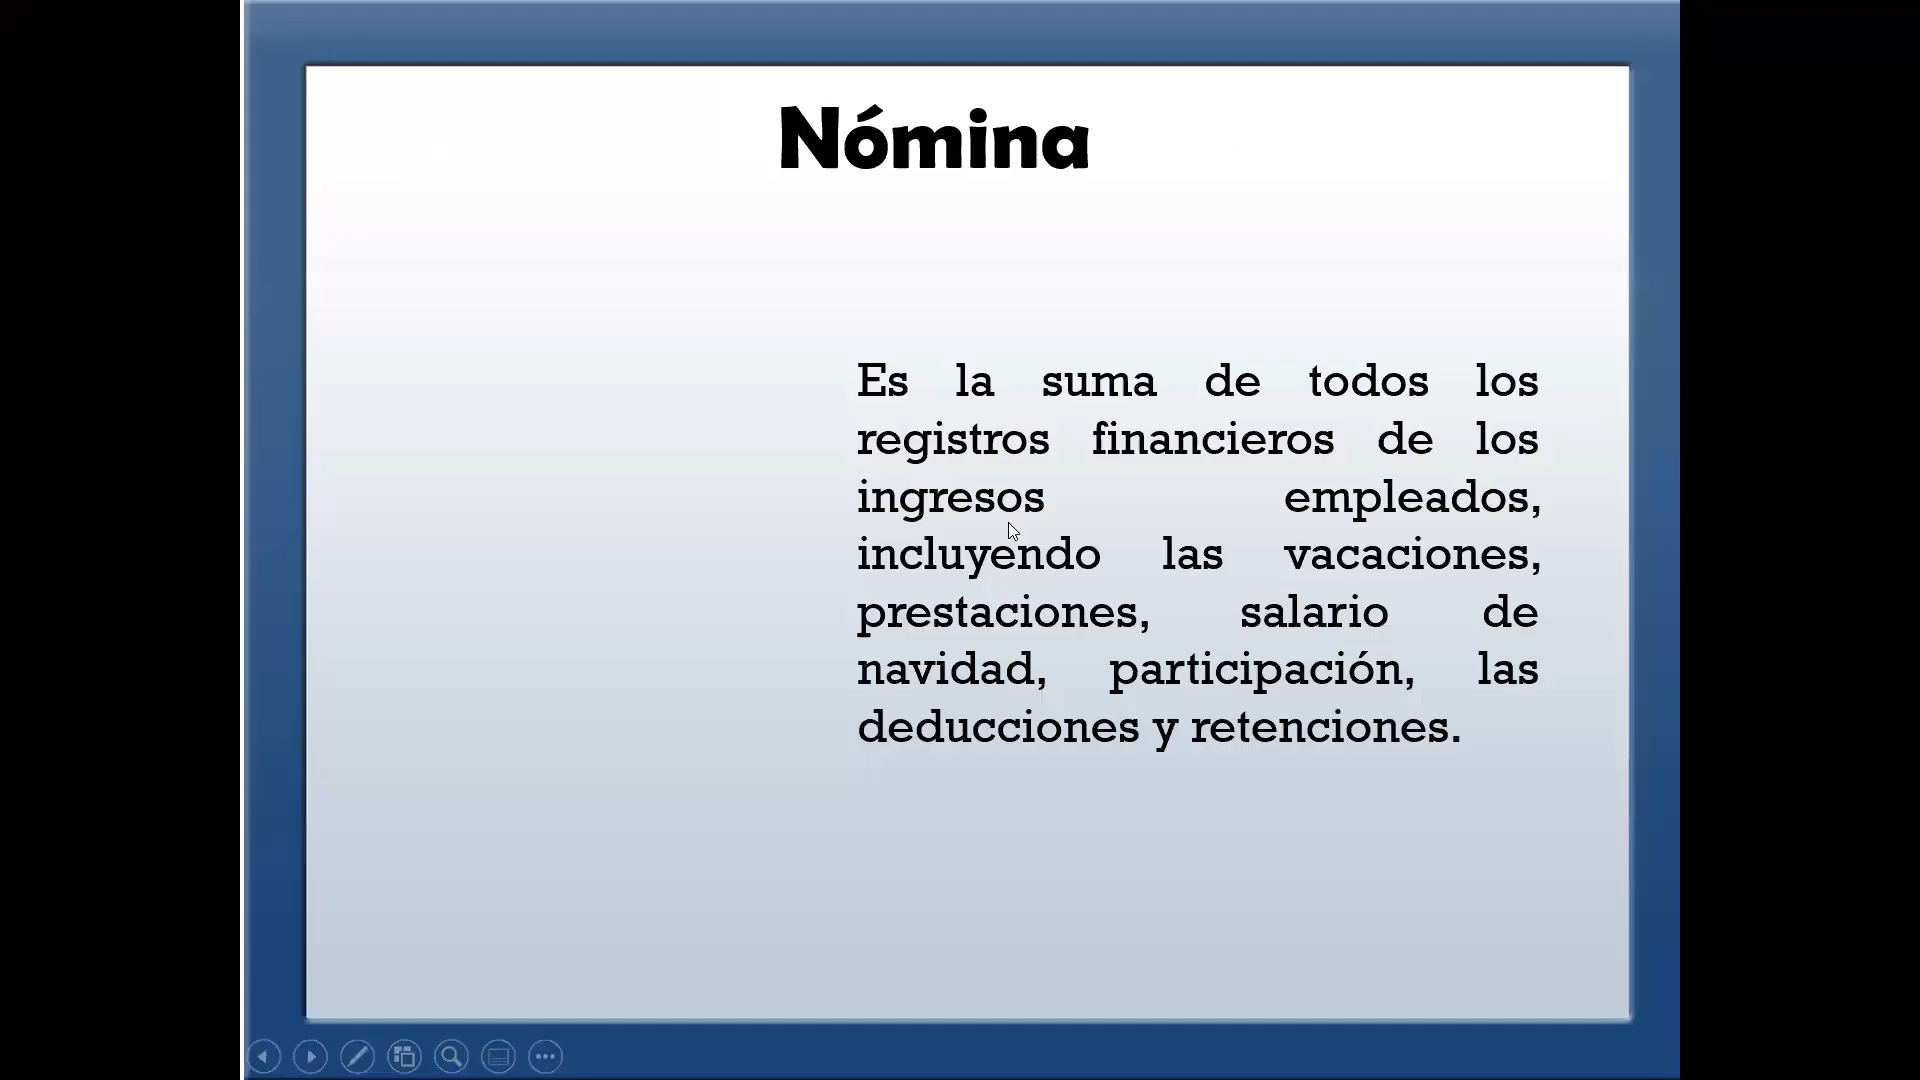 Nómina
Es la suma de todos los
registros financieros de los
ingresos empleados,
incluyendo las vacaciones,
prestaciones, salario de
navidad, participación, las
deducciones y retenciones.